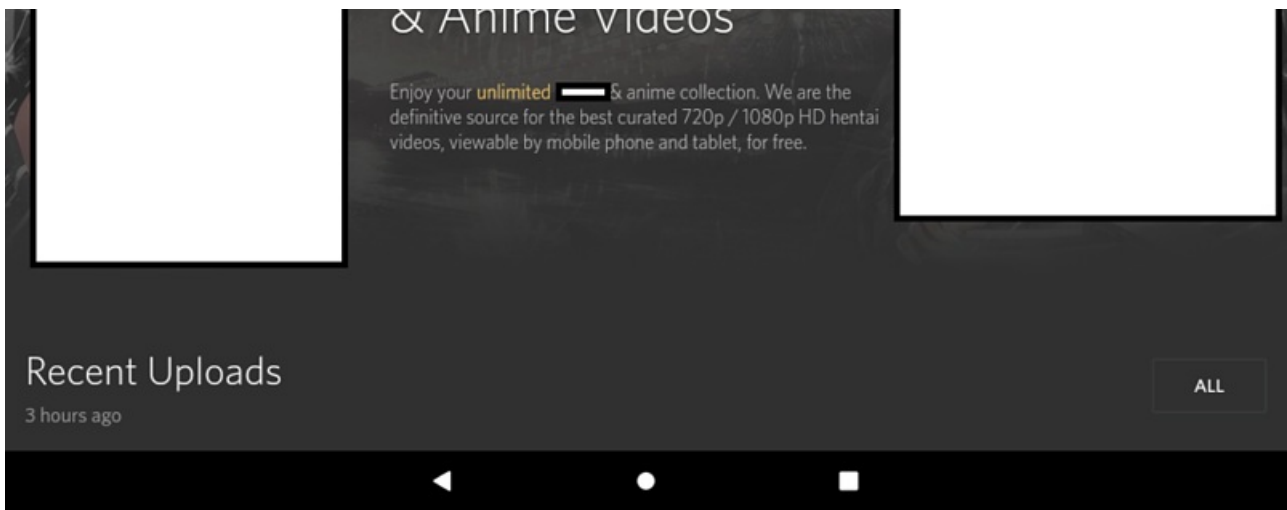 & Anime Videos
Enjoy your unlimited & anime collection. We are the
definitive source for the best curated 720p / 1080p HD hentai
videos, viewable by mobile phone and tablet, for free.
Recent Uploads
ALL
3 hours ago